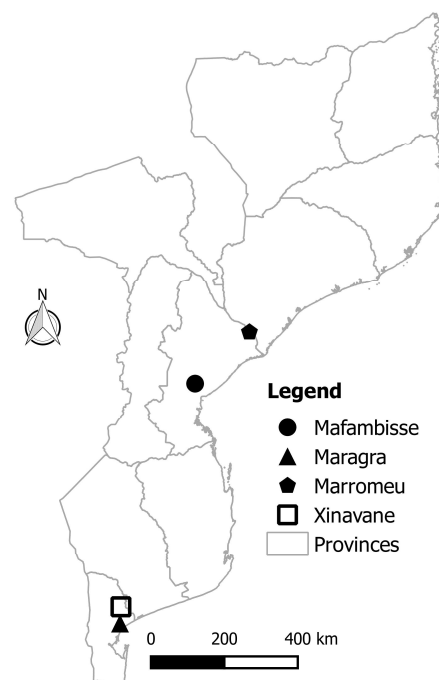 N
Legend
Mafambisse
Maragra
Marromeu
Xinavane
Provinces
0 200 400 km